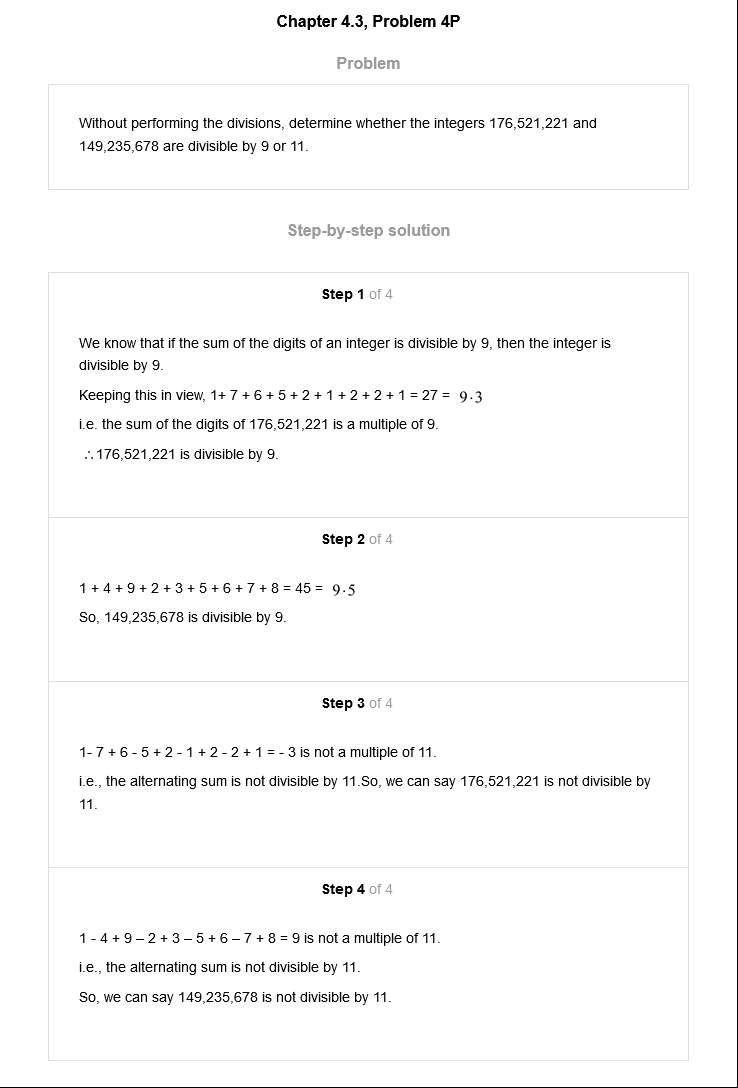 Chapter 4.3, Problem 4P
Problem
Without performing the divisions, determine whether the integers 176,521,221 and
149,235,678 are divisible by 9 or 11.
Step-by-step solution
Step 1 of 4
We know that if the sum of the digits of an integer is divisible by 9, then the integer is
divisible by 9.
Keeping this in view, 1+ 7 + 6 + 5 + 2 + 1 + 2 + 2 + 1 = 27 = 9·3
i.e. the sum of the digits of 176,521,221 is a multiple of 9.
∴176,521,221 is divisible by 9.
Step 2 of 4
1 + 4 + 9 + 2 + 3 + 5 + 6 + 7 + 8 = 45 = 9·5
So, 149,235,678 is divisible by 9.
Step 3 of 4
1- 7 + 6 - 5 + 2 - 1 + 2 - 2 + 1 = - 3 is not a multiple of 11.
i.e., the alternating sum is not divisible by 11.So, we can say 176,521,221 is not divisible by
11.
Step 4 of 4
1 - 4 + 9 – 2 + 3 – 5 + 6 – 7 + 8 = 9 is not a multiple of 11.
i.e., the alternating sum is not divisible by 11.
So, we can say 149,235,678 is not divisible by 11.